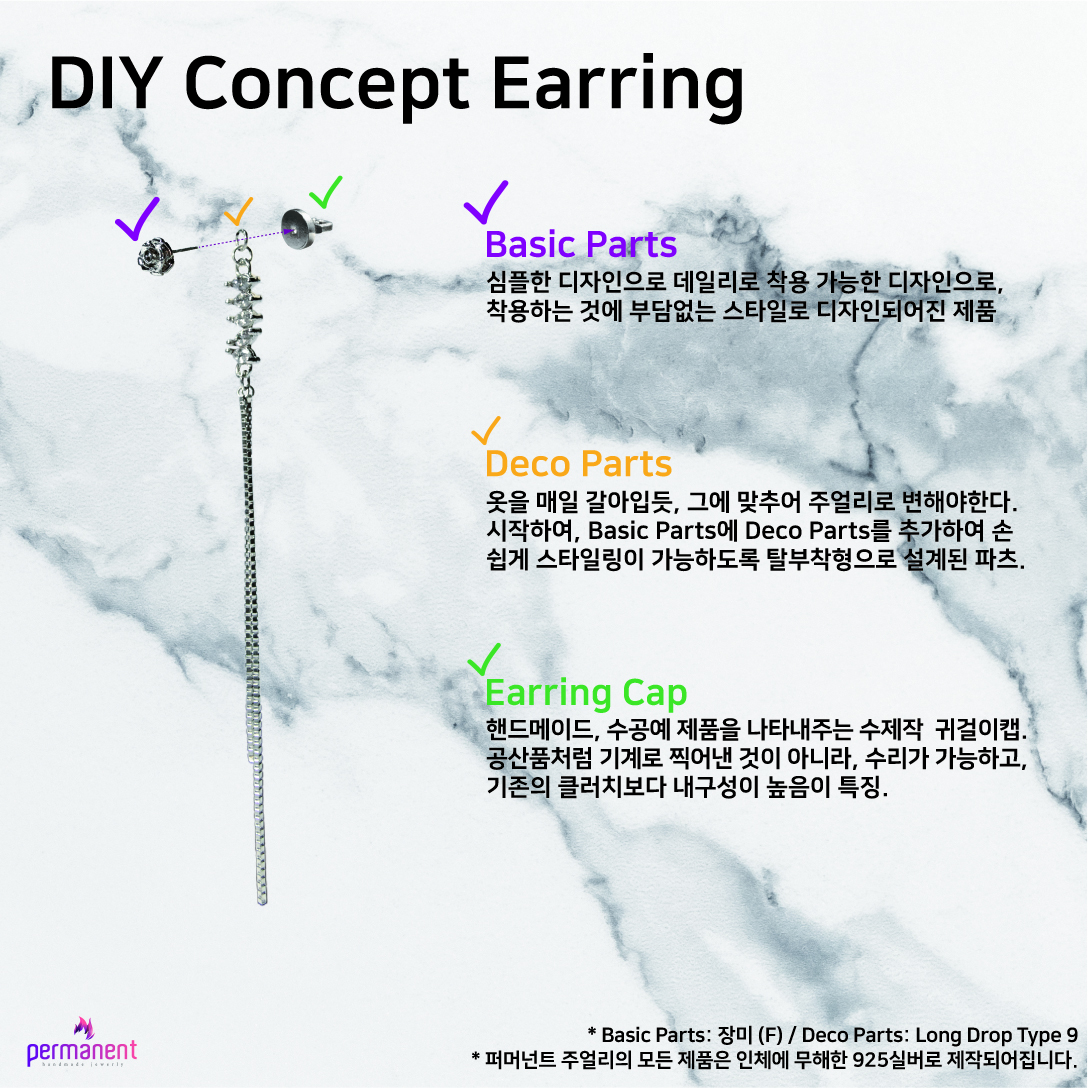 DIY Concept Earring
Basic Parts
심플한 디자인으로 데일리로 착용 가능한 디자인으로,
착용하는 것에 부담없는 스타일로 디자인되어진 제품
Deco Parts
옷을 매일 갈아입듯, 그에 맞추어 주얼리로 변해야한다.
시작하여, Basic Parts에 Deco Parts를 추가하여 손
쉽게 스타일링이 가능하도록 탈부착형으로 설계된 파츠.
Earring Cap
핸드메이드, 수공예 제품을 나타내주는 수제작 귀걸이캡.
공산품처럼 기계로 찍어낸 것이 아니라, 수리가 가능하고,
기존의 클러치보다 내구성이 높음이 특징.
* Basic Parts: 장미 (F) / Deco Parts: Long Drop Type 9
* 퍼머넌트 주얼리의 모든 제품은 인체에 무해한 925실버로 제작되어집니다.
permanent
handmade jewelry